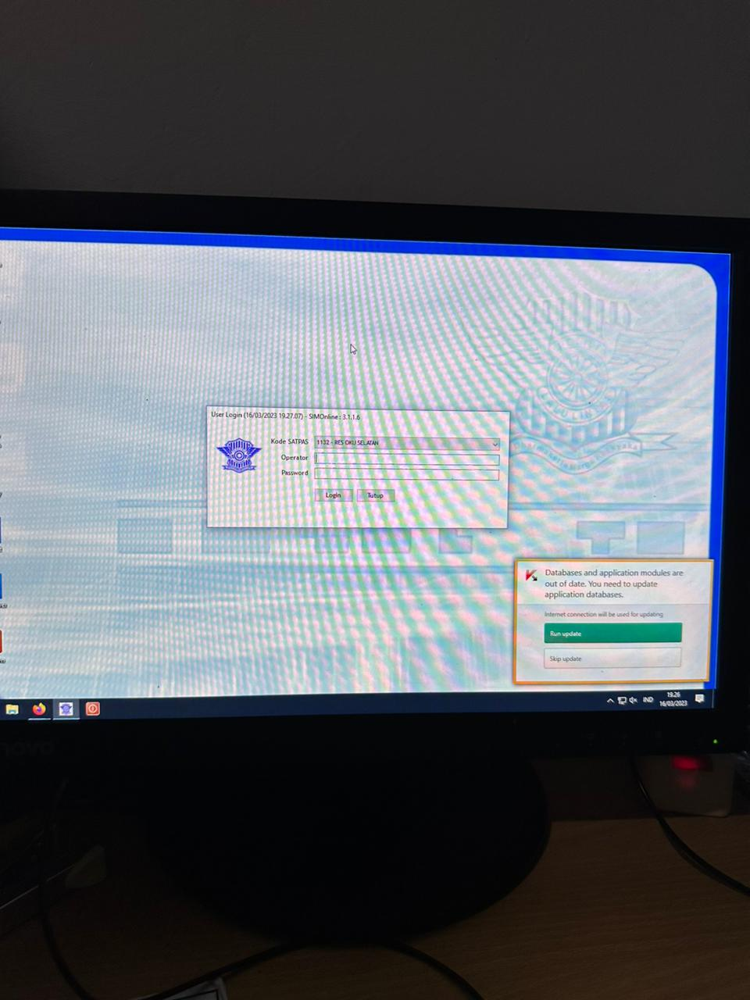 User Login (16/03/2023 19.27.07) - SIMOnline : 3.1.1.6
Kode SATPAS
1132 - RES OKU SELATAN
Operator
Password
Login
Tutup
Databases and application modules are
out of date. You need to update
application databases.
Internet connection will be used for updating
Run update
Skip update
IND
19.26
16/03/2023